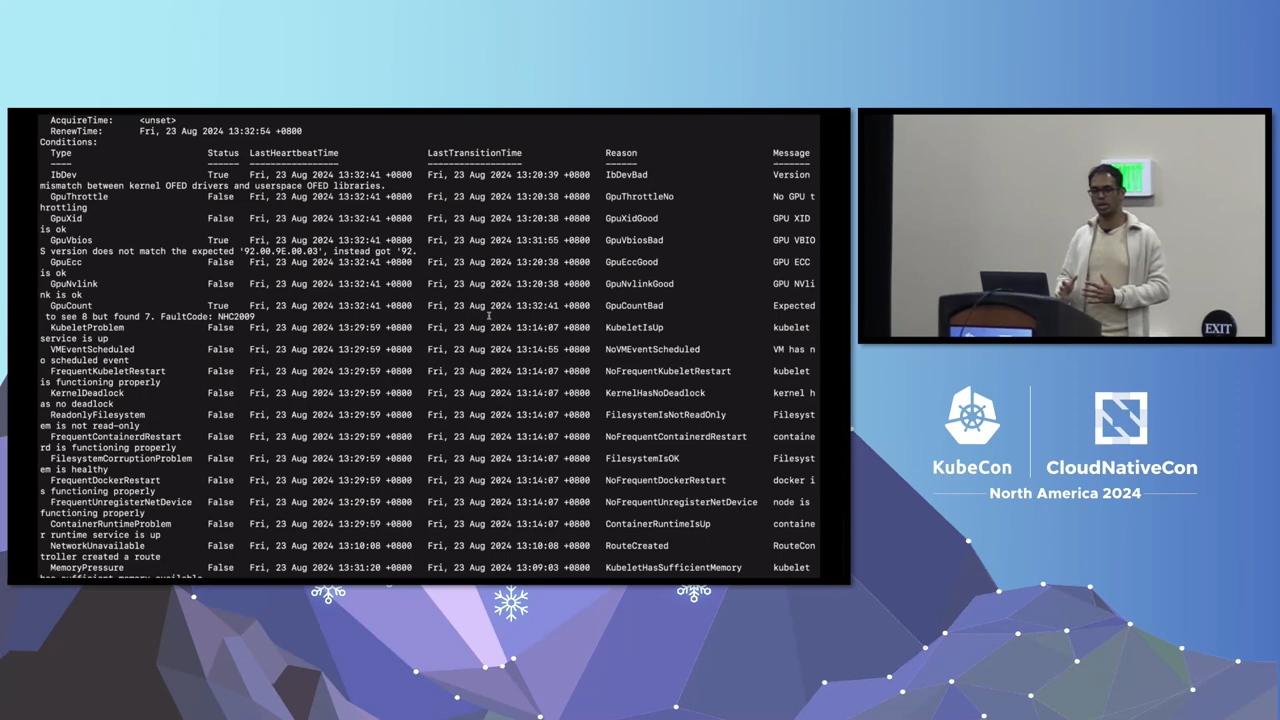 AcquireTime: <unset>
RenewTime: Fri, 23 Aug 2024 13:32:54 +0800
Conditions:
Type Status LastHeartbeatTime LastTransitionTime Reason Message
---- ------ ----------------- ------------------ ------ -------
IbDev True Fri, 23 Aug 2024 13:32:41 +0800 Fri, 23 Aug 2024 13:20:39 +0800 IbDevBad Version
mismatch between kernel OFED drivers and userspace OFED libraries.
GpuThrottle False Fri, 23 Aug 2024 13:32:41 +0800 Fri, 23 Aug 2024 13:20:38 +0800 GpuThrottleNo No GPU t
hrottling
GpuXid False Fri, 23 Aug 2024 13:32:41 +0800 Fri, 23 Aug 2024 13:20:38 +0800 GpuXidGood GPU XID
is ok
GpuVbios True Fri, 23 Aug 2024 13:32:41 +0800 Fri, 23 Aug 2024 13:31:55 +0800 GpuVbiosBad GPU VBIO
S version does not match the expected '92.00.9E.00.03', instead got '92.
GpuEcc False Fri, 23 Aug 2024 13:32:41 +0800 Fri, 23 Aug 2024 13:20:38 +0800 GpuEccGood GPU ECC
is ok
GpuNvlink False Fri, 23 Aug 2024 13:32:41 +0800 Fri, 23 Aug 2024 13:20:38 +0800 GpuNvlinkGood GPU NVli
nk is ok
GpuCount True Fri, 23 Aug 2024 13:32:41 +0800 Fri, 23 Aug 2024 13:32:41 +0800 GpuCountBad Expected
to see 8 but found 7. FaultCode: NHC2009
KubeletProblem False Fri, 23 Aug 2024 13:29:59 +0800 Fri, 23 Aug 2024 13:14:07 +0800 KubeletIsUp kubelet
service is up
VMEventScheduled False Fri, 23 Aug 2024 13:29:59 +0800 Fri, 23 Aug 2024 13:14:55 +0800 NoVMEventScheduled VM has n
o scheduled event
FrequentKubeletRestart False Fri, 23 Aug 2024 13:29:59 +0800 Fri, 23 Aug 2024 13:14:07 +0800 NoFrequentKubeletRestart kubelet
is functioning properly
KernelDeadlock False Fri, 23 Aug 2024 13:29:59 +0800 Fri, 23 Aug 2024 13:14:07 +0800 KernelHasNoDeadlock kernel h
as no deadlock
ReadonlyFilesystem False Fri, 23 Aug 2024 13:29:59 +0800 Fri, 23 Aug 2024 13:14:07 +0800 FilesystemIsNotReadOnly Filesyst
em is not read-only
FrequentContainerdRestart False Fri, 23 Aug 2024 13:29:59 +0800 Fri, 23 Aug 2024 13:14:07 +0800 NoFrequentContainerdRestart containe
rd is functioning properly
FilesystemCorruptionProblem False Fri, 23 Aug 2024 13:29:59 +0800 Fri, 23 Aug 2024 13:14:07 +0800 FilesystemIsOK Filesyst
em is healthy
FrequentDockerRestart False Fri, 23 Aug 2024 13:29:59 +0800 Fri, 23 Aug 2024 13:14:07 +0800 NoFrequentDockerRestart docker i
s functioning properly
FrequentUnregisterNetDevice False Fri, 23 Aug 2024 13:29:59 +0800 Fri, 23 Aug 2024 13:14:07 +0800 NoFrequentUnregisterNetDevice node is
functioning properly
ContainerRuntimeProblem False Fri, 23 Aug 2024 13:29:59 +0800 Fri, 23 Aug 2024 13:14:07 +0800 ContainerRuntimeIsUp containe
r runtime service is up
NetworkUnavailable False Fri, 23 Aug 2024 13:10:08 +0800 Fri, 23 Aug 2024 13:10:08 +0800 RouteCreated RouteCon
troller created a route
MemoryPressure False Fri, 23 Aug 2024 13:31:20 +0800 Fri, 23 Aug 2024 13:09:03 +0800 KubeletHasSufficientMemory kubelet
has sufficient memory available
EXIT
KubeCon
CloudNativeCon
North America 2024